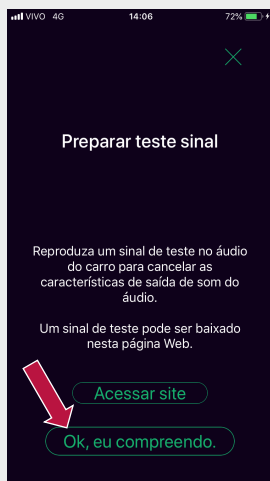 VIVO 4G 14:06 72%
Preparar teste sinal
Reproduza um sinal de teste no áudio
do carro para cancelar as
características de saída de som do
áudio.
Um sinal de teste pode ser baixado
nesta página Web.
Acessar site
Ok, eu compreendo.